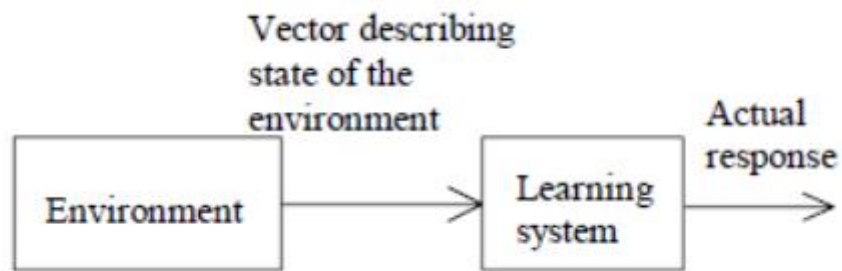 Vector describing
state of the
environment
Actual
response
Environment
Learning
system